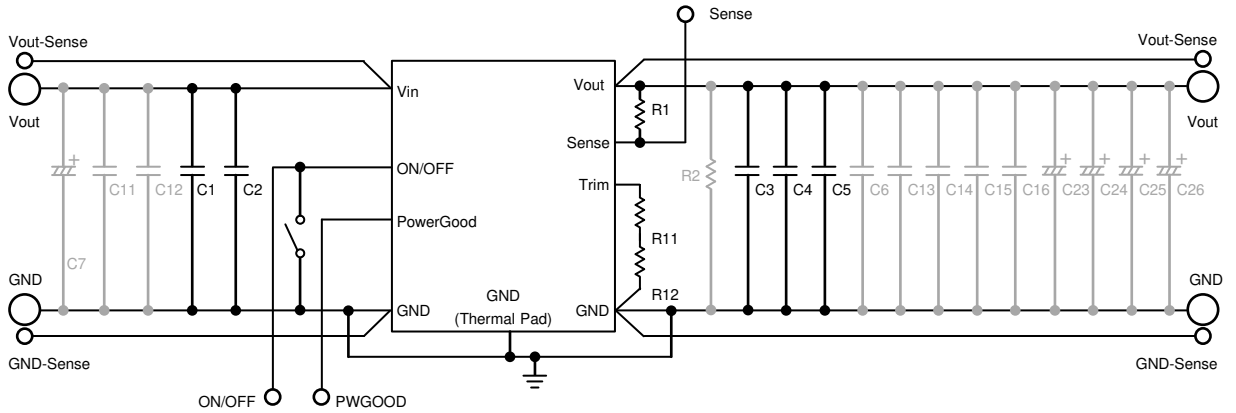 Sense
Vout-Sense
Vout-Sense
Vin
Vout
Vout
R1
Vout
Sense
+
C11
C12
C1
C2
ON/OFF
Trim
R2
C3
C4
C5
C6
C13
C14
C15
C16
+
C23
+
C24
+
C25
+
C26
PowerGood
R11
C7
GND
GND
R12
GND
GND
(Thermal Pad)
GND
GND
GND-Sense
GND-Sense
ON/OFF
PWGOOD